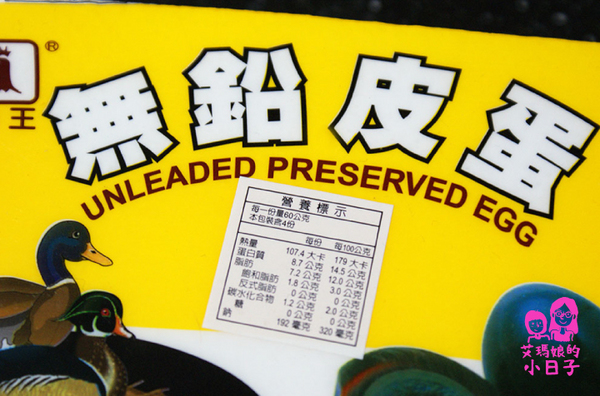 ®
王
無鉛皮蛋
UNLEADED PRESERVED EGG
營養標示
每一份量60公克
本包裝含4份
每份 每100公克
熱量 107.4 大卡 179 大卡
蛋白質 8.7 公克 14.5 公克
脂肪 7.2 公克 12.0 公克
飽和脂肪 1.8 公克 3.0 公克
反式脂肪 0 公克 0 公克
碳水化合物 1.2 公克 2.0 公克
糖 0 公克 0 公克
鈉 192 毫克 320 毫克
艾瑪娘的
小日子